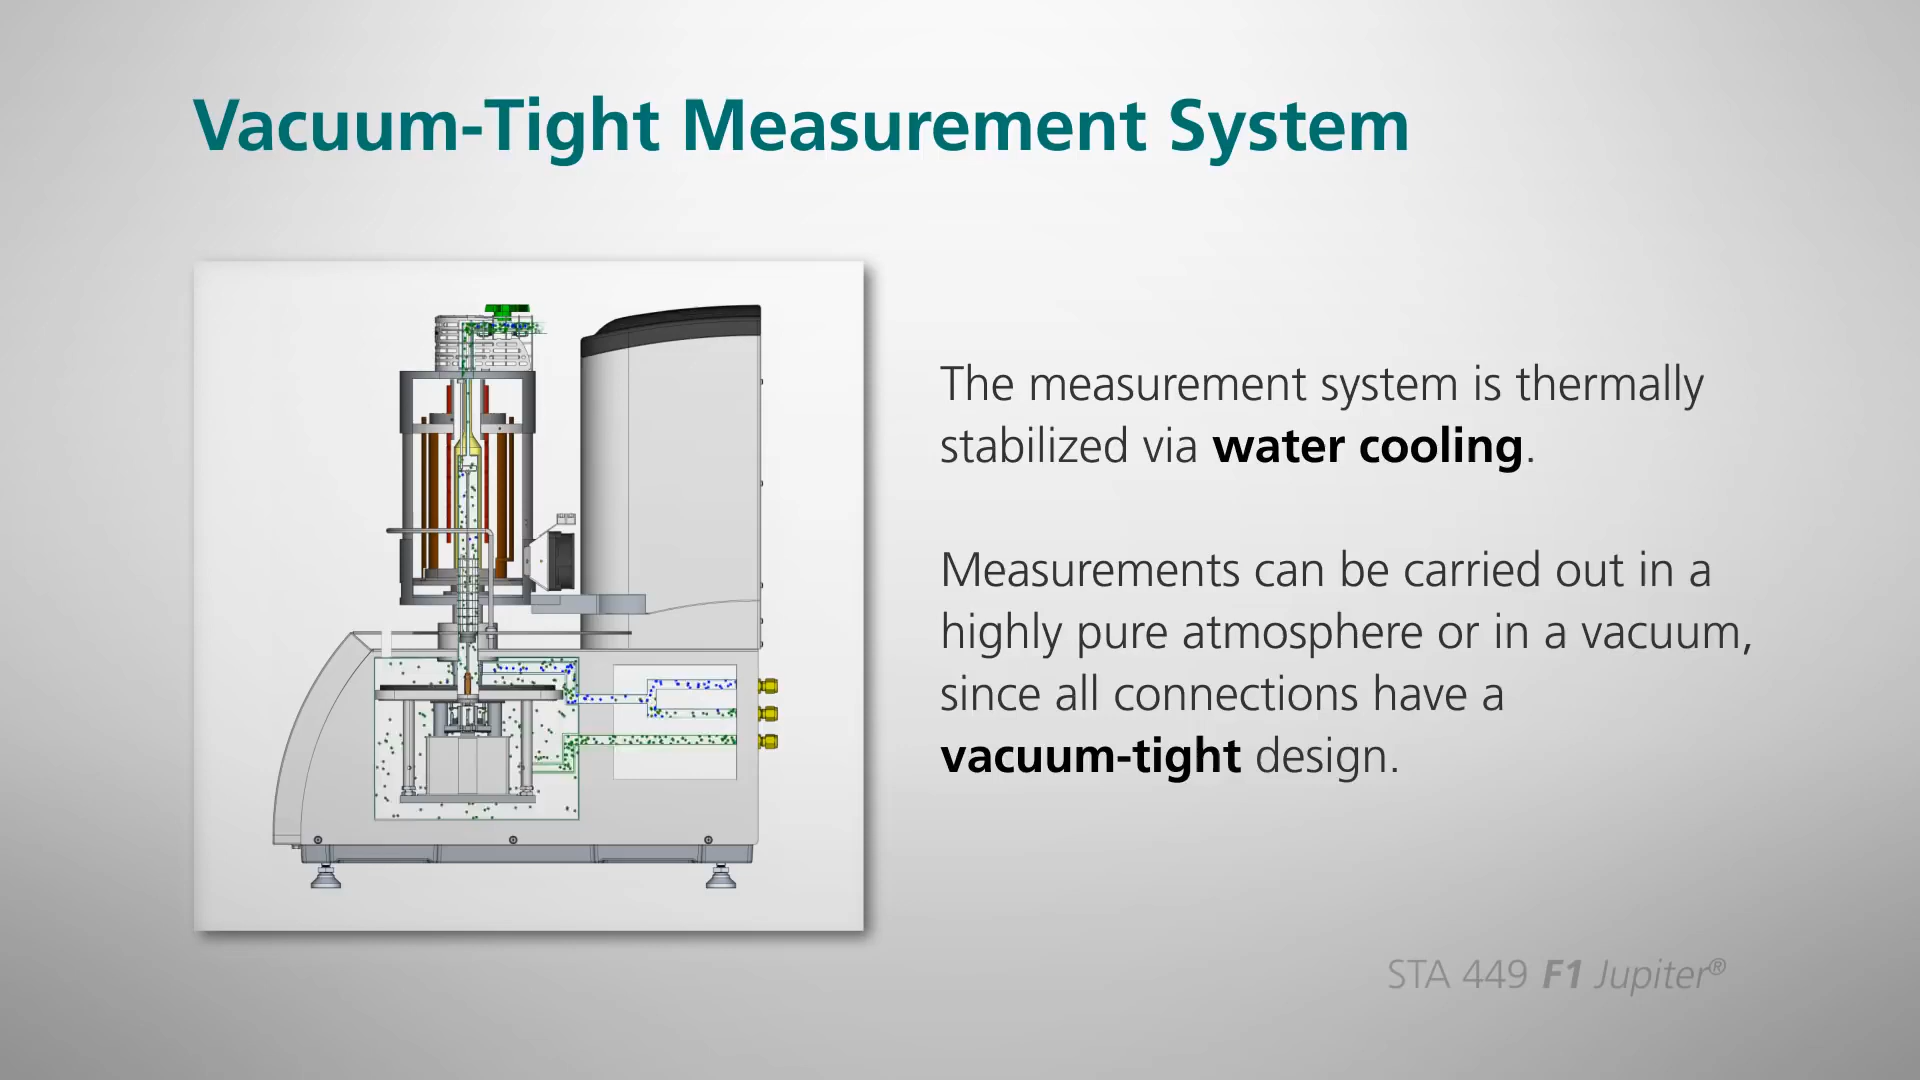 Vacuum-Tight Measurement System
The measurement system is thermally
stabilized via water cooling.
Measurements can be carried out in a
highly pure atmosphere or in a vacuum,
since all connections have a
vacuum-tight design.
STA 449 F1 Jupiter®